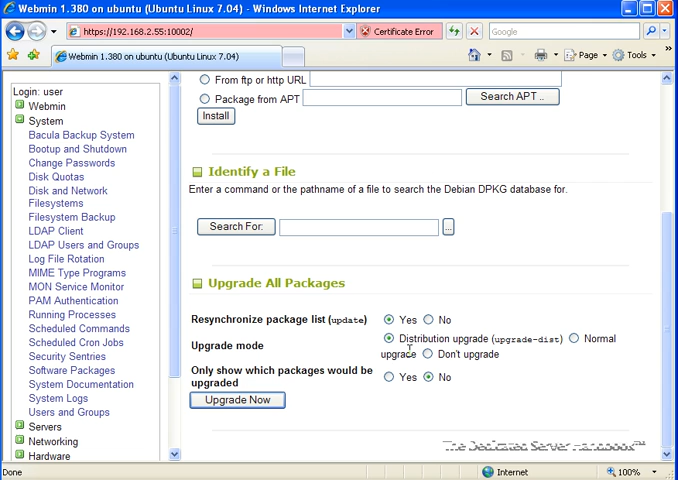 Webmin 1.380 on ubuntu (Ubuntu Linux 7.04) - Windows Internet Explorer
https://192.168.2.55:10002/
Certificate Error
Google
Webmin 1.380 on ubuntu (Ubuntu Linux 7.04)
Page
Tools
Login: user
Webmin
System
Bacula Backup System
Bootup and Shutdown
Change Passwords
Disk Quotas
Disk and Network
Filesystems
Filesystem Backup
LDAP Client
LDAP Users and Groups
Log File Rotation
MIME Type Programs
MON Service Monitor
PAM Authentication
Running Processes
Scheduled Commands
Scheduled Cron Jobs
Security Sentries
Software Packages
System Documentation
System Logs
Users and Groups
Servers
Networking
Hardware
From ftp or http URL
Package from APT
Search APT ..
Install
Identify a File
Enter a command or the pathname of a file to search the Debian DPKG database for.
Search For:
...
Upgrade All Packages
Resynchronize package list (update)
Yes No
Upgrade mode
Distribution upgrade (upgrade-dist) Normal
upgrade Don't upgrade
Only show which packages would be
upgraded
Yes No
Upgrade Now
The Dedicated Server Handbook™
Done
Internet
100%